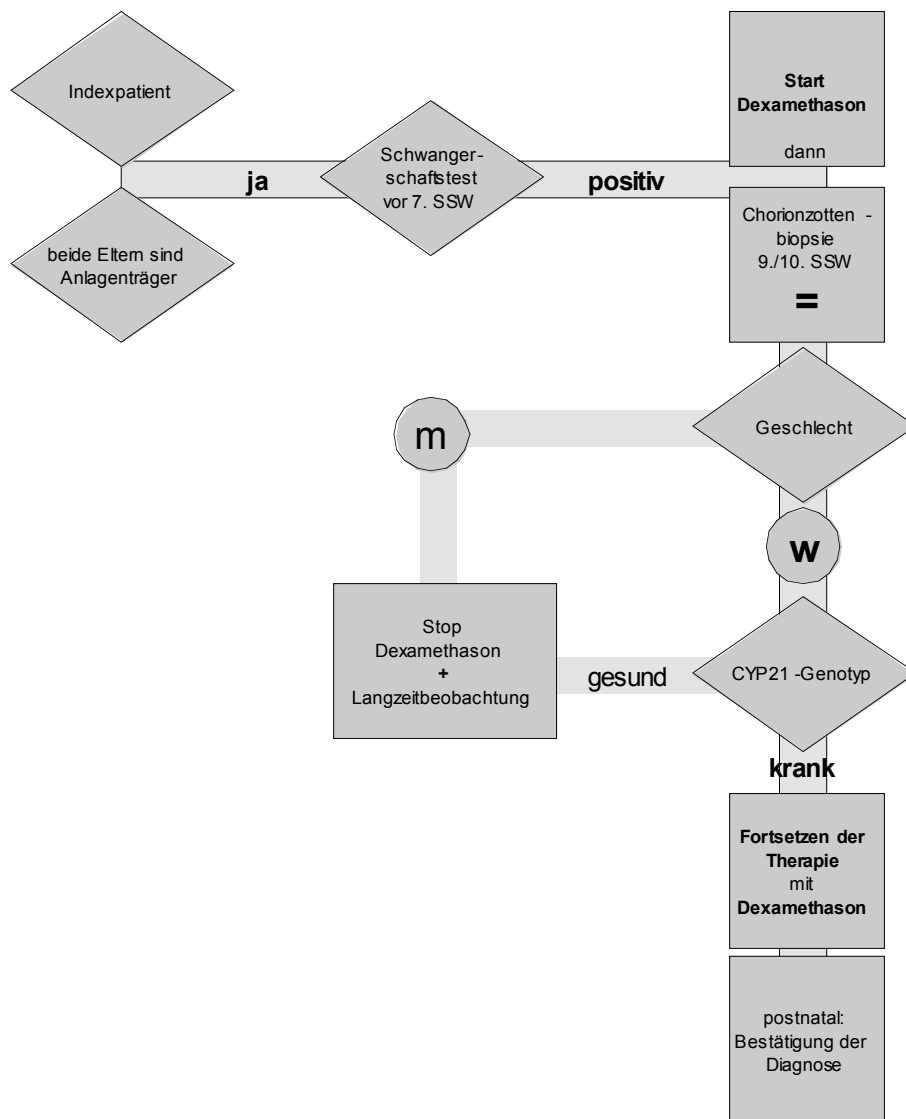 Indexpatient
beide Eltern sind
Anlagenträger
ja
Schwanger-
schaftstest
vor 7. SSW
positiv
Start
Dexamethason
dann
Chorionzotten -
biopsie
9./10. SSW
=
Geschlecht
m
w
Stop
Dexamethason
+
Langzeitbeobachtung
gesund
CYP21 -Genotyp
krank
Fortsetzen der
Therapie
mit
Dexamethason
postnatal:
Bestätigung der
Diagnose